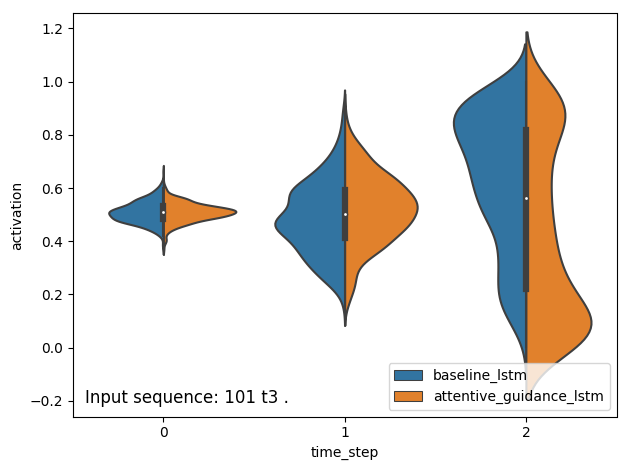 1.2
1.0
0.8
0.6
0.4
0.2
0.0
−0.2
activation
Input sequence: 101 t3 .
baseline_lstm
attentive_guidance_lstm
0
1
2
time_step